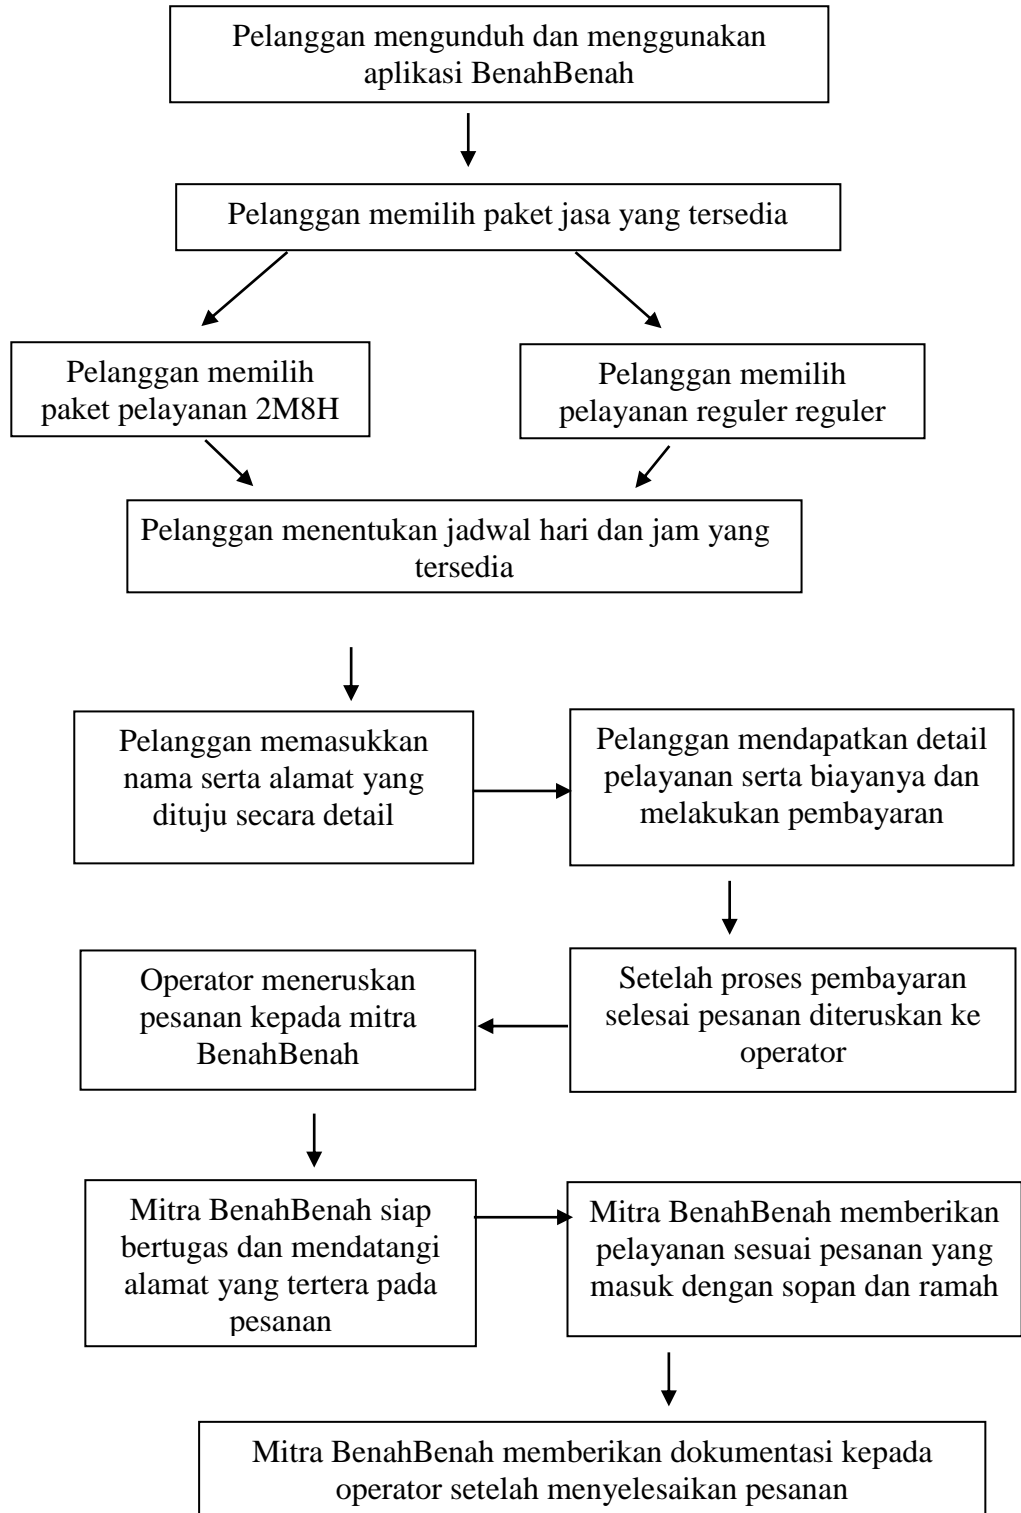 Pelanggan mengunduh dan menggunakan
aplikasi BenahBenah
Pelanggan memilih paket jasa yang tersedia
Pelanggan memilih
paket pelayanan 2M8H
Pelanggan memilih
pelayanan reguler reguler
Pelanggan menentukan jadwal hari dan jam yang
tersedia
Pelanggan memasukkan
nama serta alamat yang
dituju secara detail
Pelanggan mendapatkan detail
pelayanan serta biayanya dan
melakukan pembayaran
Setelah proses pembayaran
selesai pesanan diteruskan ke
operator
Operator meneruskan
pesanan kepada mitra
BenahBenah
Mitra BenahBenah siap
bertugas dan mendatangi
alamat yang tertera pada
pesanan
Mitra BenahBenah memberikan
pelayanan sesuai pesanan yang
masuk dengan sopan dan ramah
Mitra BenahBenah memberikan dokumentasi kepada
operator setelah menyelesaikan pesanan